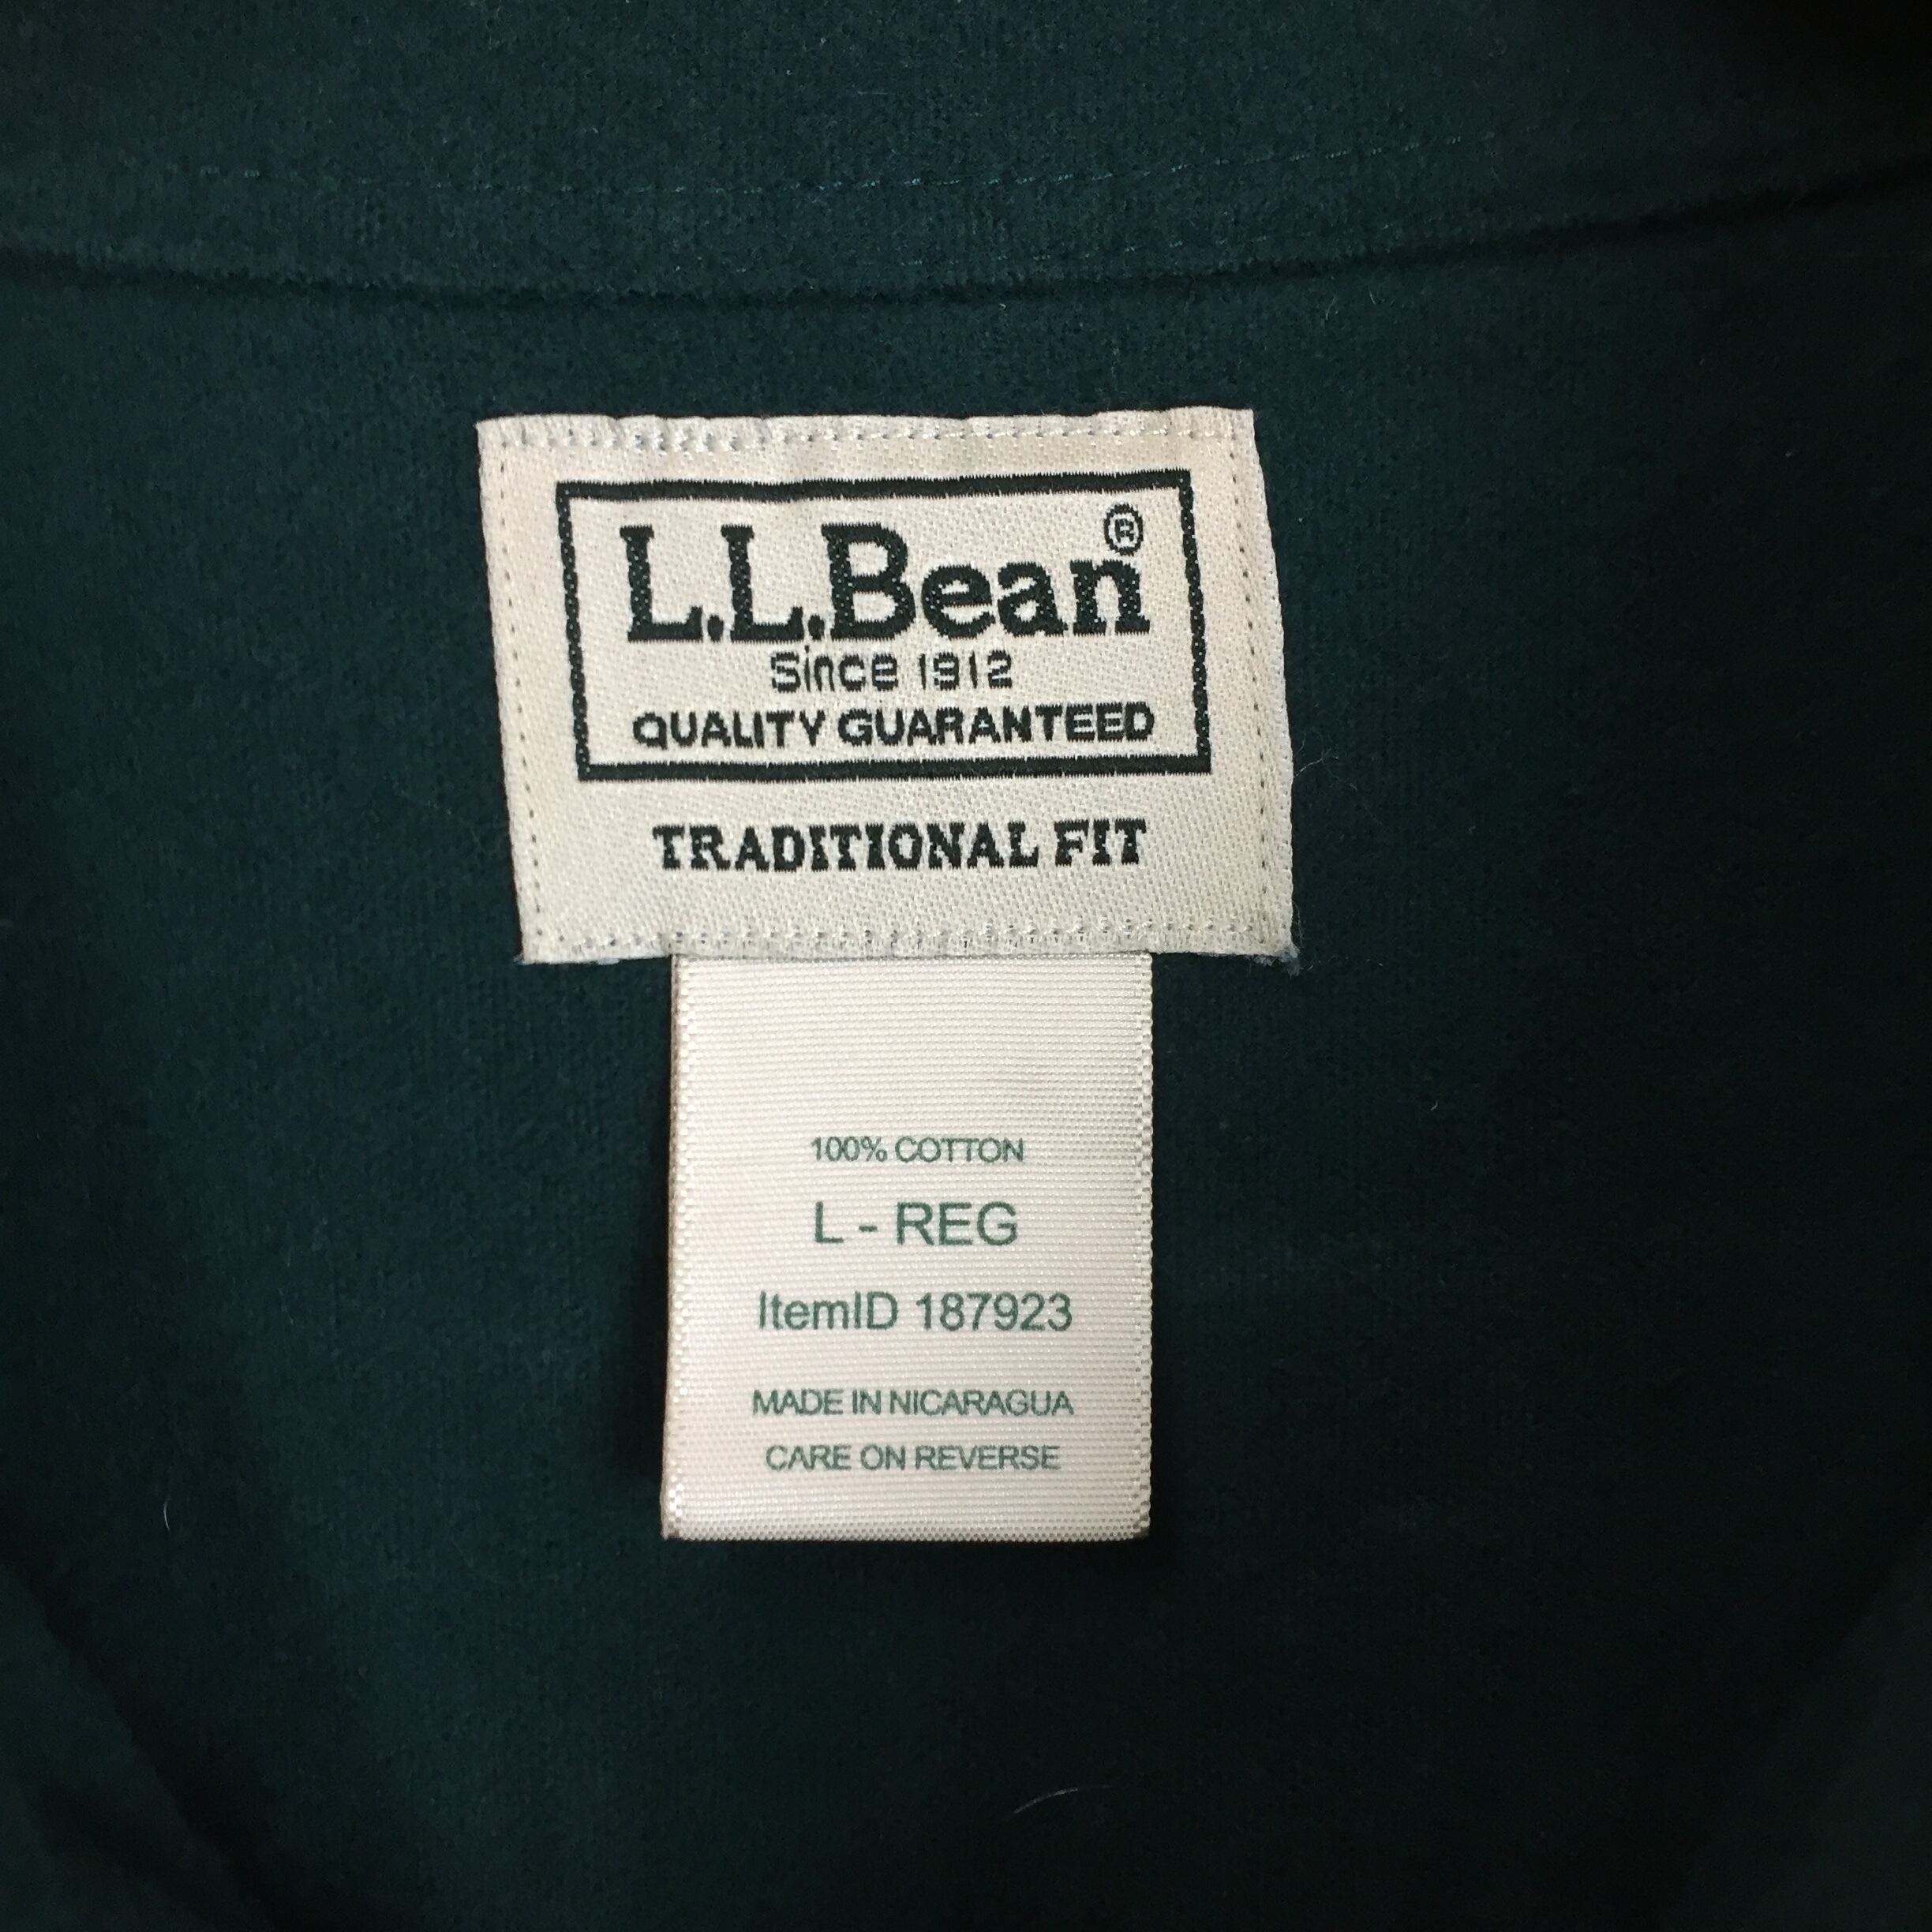 L.L.Bean®
Since 1912
QUALITY GUARANTEED
TRADITIONAL FIT
100% COTTON
L - REG
ItemID 187923
MADE IN NICARAGUA
CARE ON REVERSE